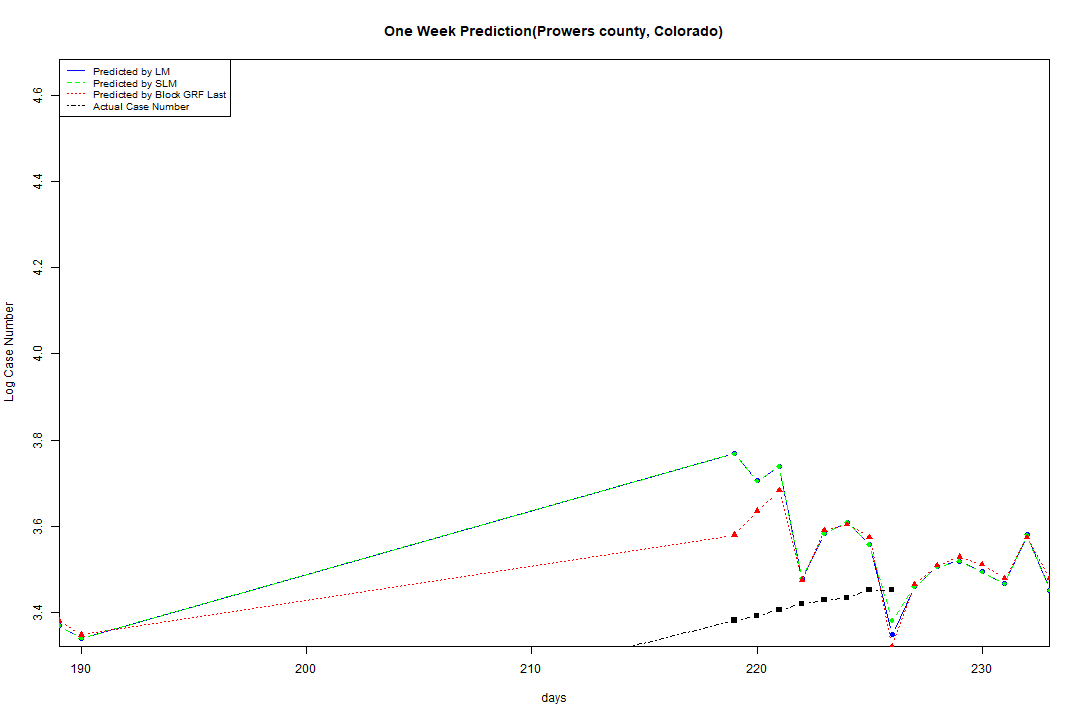 One Week Prediction(Prowers county, Colorado)
Predicted by LM
Predicted by SLM
Predicted by Block GRF Last
Actual Case Number
4.6
4.4
4.2
4.0
3.8
3.6
3.4
Log Case Number
190 200 210 220 230
days